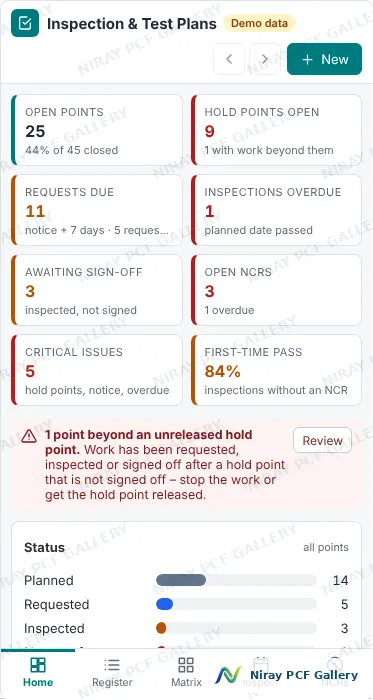 Inspection & Test Plans
Demo data
New
OPEN POINTS
25
44% of 45 closed
HOLD POINTS OPEN
9
1 with work beyond them
REQUESTS DUE
11
notice + 7 days · 5 reques...
INSPECTIONS OVERDUE
1
planned date passed
AWAITING SIGN-OFF
3
inspected, not signed
OPEN NCRS
3
1 overdue
CRITICAL ISSUES
5
hold points, notice, overdue
FIRST-TIME PASS
84%
inspections without an NCR
1 point beyond an unreleased hold
point. Work has been requested,
inspected or signed off after a hold point
that is not signed off – stop the work or
get the hold point released.
Review
Status
all points
Planned
14
Requested
5
Inspected
3
Home
Register
Matrix
Niray PCF Gallery
NIRAY PCF GALLERY